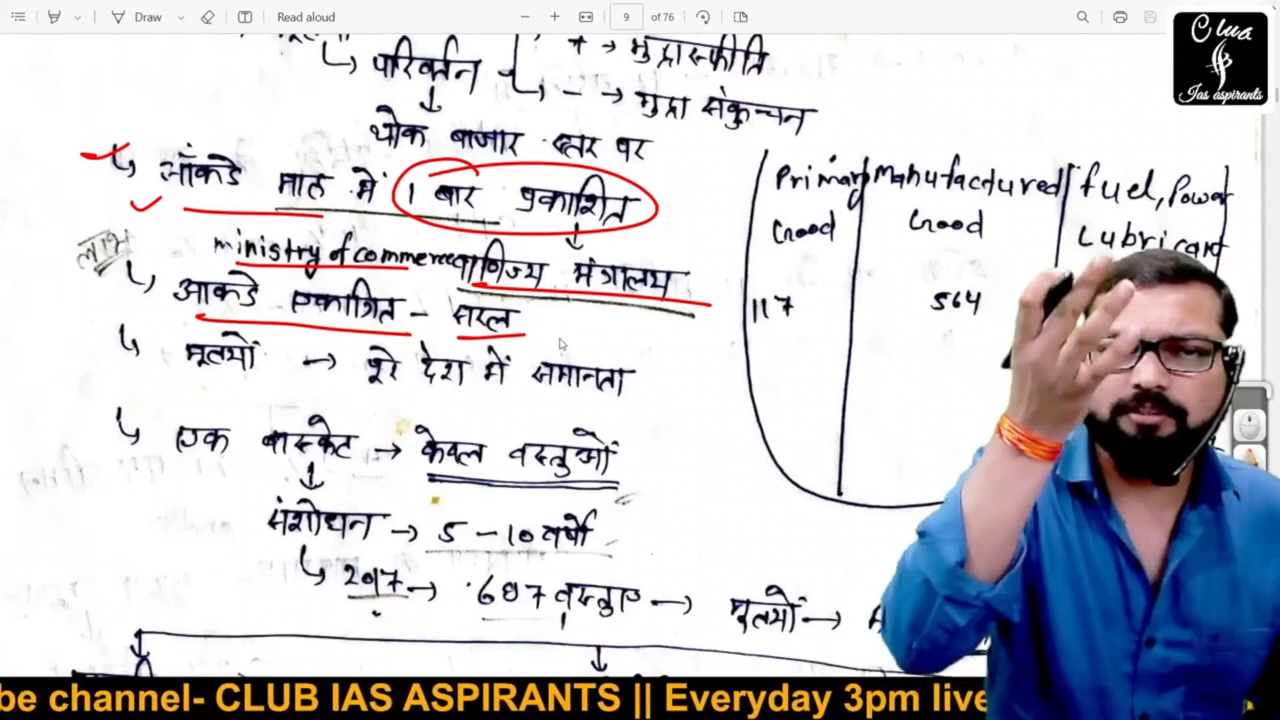 Draw
Read aloud
9
of 76
Club
Ias aspirants
परिवर्तन
+ → मुद्रास्फीति
- → मुद्रा संकुचन
थोक बाजार स्तर पर
आंकडे माह में 1 बार प्रकाशित
ministry of commerce वाणिज्य मंत्रालय
लाभ
आकडे एकत्रित - सरल
मूल्यों → पूरे देश में समानता
एक बास्केट → केवल वस्तुओं
संशोधन → 5 - 10 वर्षो
2017 → 697 वस्तुए → मूल्यों →
Primary Good
Manufactured Good
fuel, Power Lubricant
117
564
be channel- CLUB IAS ASPIRANTS || Everyday 3pm live